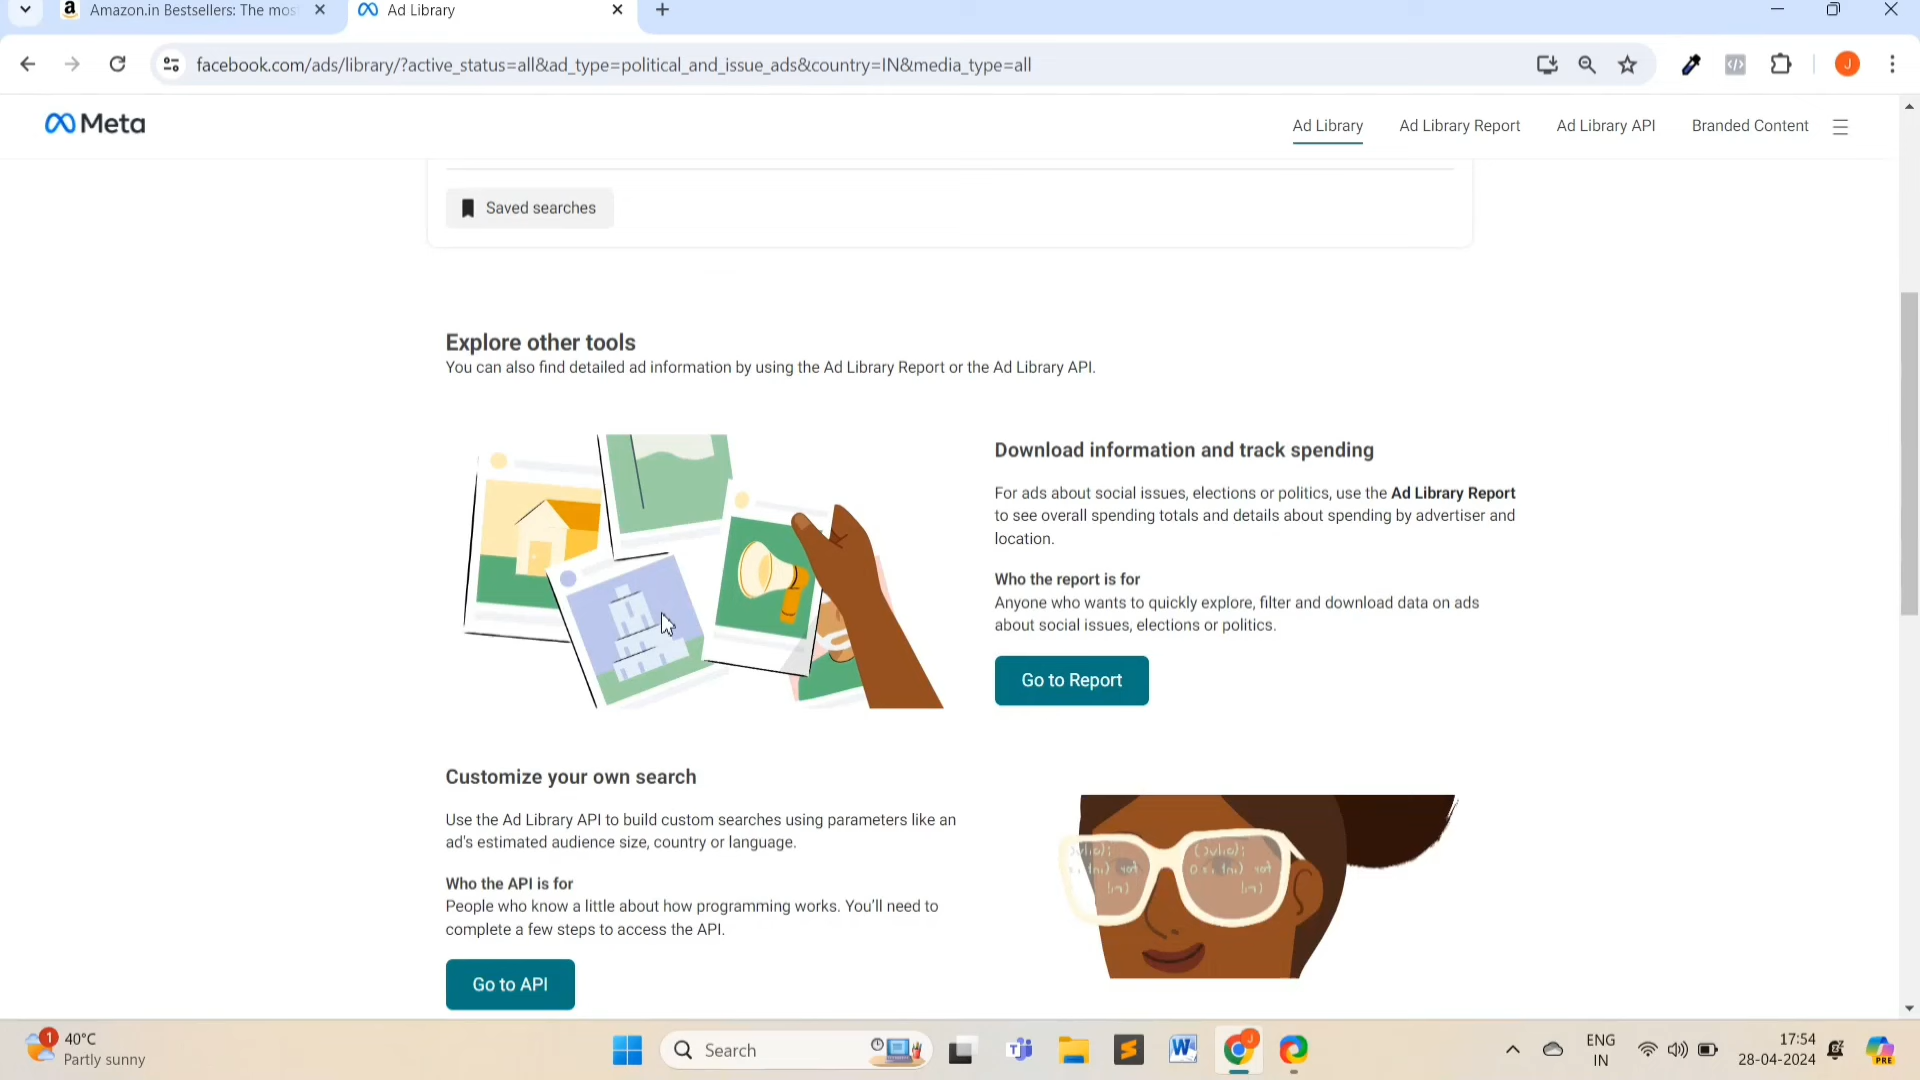 Amazon.in Bestsellers: The mos
Ad Library
facebook.com/ads/library/?active_status=all&ad_type=political_and_issue_ads&country=IN&media_type=all
J
Meta
Ad Library
Ad Library Report
Ad Library API
Branded Content
Saved searches
Explore other tools
You can also find detailed ad information by using the Ad Library Report or the Ad Library API.
Download information and track spending
For ads about social issues, elections or politics, use the Ad Library Report
to see overall spending totals and details about spending by advertiser and
location.
Who the report is for
Anyone who wants to quickly explore, filter and download data on ads
about social issues, elections or politics.
Go to Report
Customize your own search
Use the Ad Library API to build custom searches using parameters like an
ad's estimated audience size, country or language.
Who the API is for
People who know a little about how programming works. You'll need to
complete a few steps to access the API.
Go to API
1
40°C
Partly sunny
Search
ENG
IN
17:54
28-04-2024
PRE